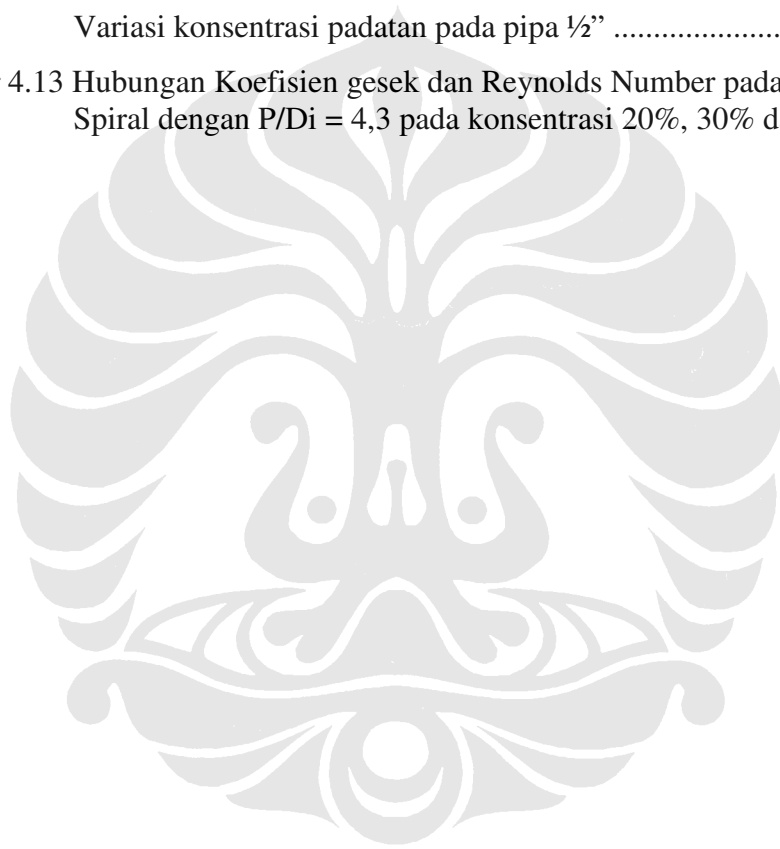 Variasi konsentrasi padatan pada pipa ½” .....................
4.13 Hubungan Koefisien gesek dan Reynolds Number pada
Spiral dengan P/Di = 4,3 pada konsentrasi 20%, 30% d